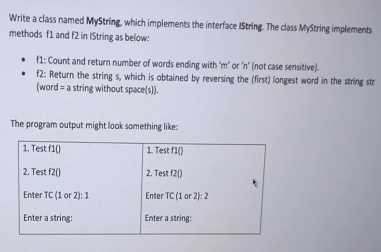 Write a class named MyString, which implements the interface IString. The class MyString implements
methods f1 and f2 in IString as below:
• f1: Count and return number of words ending with 'm' or 'n' (not case sensitive).
• f2: Return the string s, which is obtained by reversing the (first) longest word in the string str
(word = a string without space(s)).
The program output might look something like:
1. Test f1()
2. Test f2()
Enter TC (1 or 2): 1
Enter a string:
1. Test f1()
2. Test f2()
Enter TC (1 or 2): 2
Enter a string: